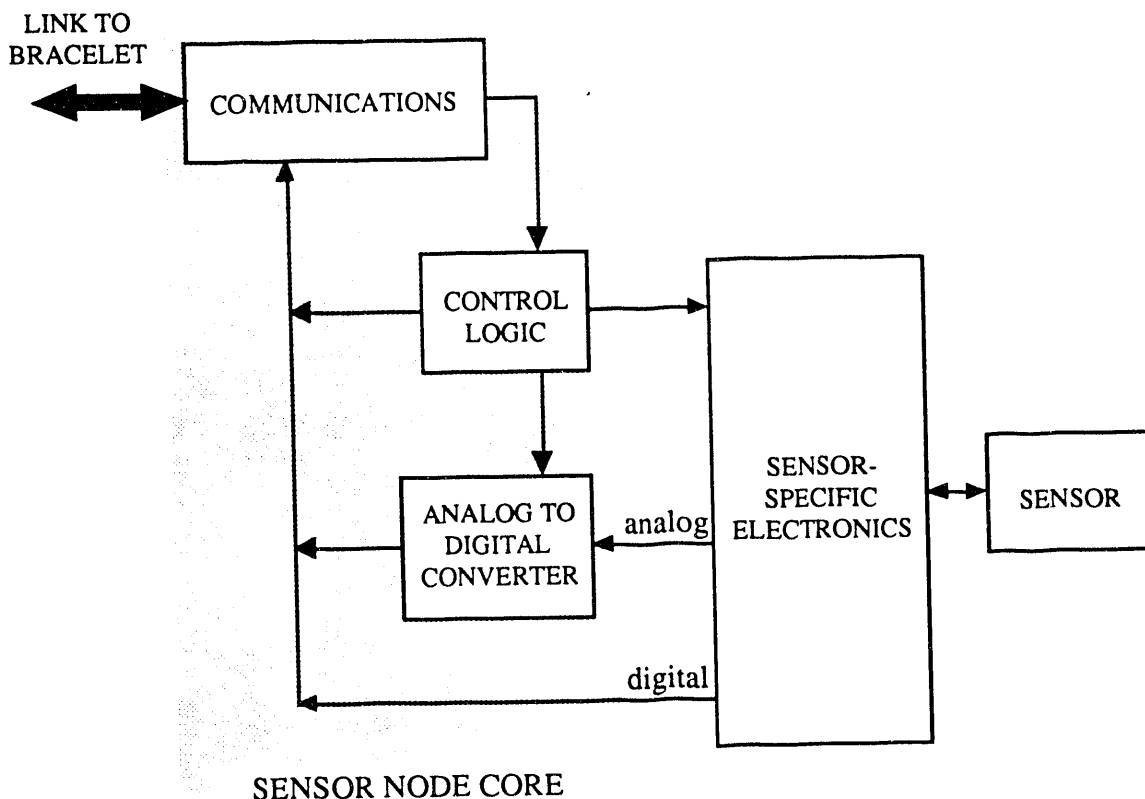 LINK TO
BRACELET
COMMUNICATIONS
CONTROL
LOGIC
ANALOG TO
DIGITAL
CONVERTER
analog
digital
SENSOR-
SPECIFIC
ELECTRONICS
SENSOR
SENSOR NODE CORE